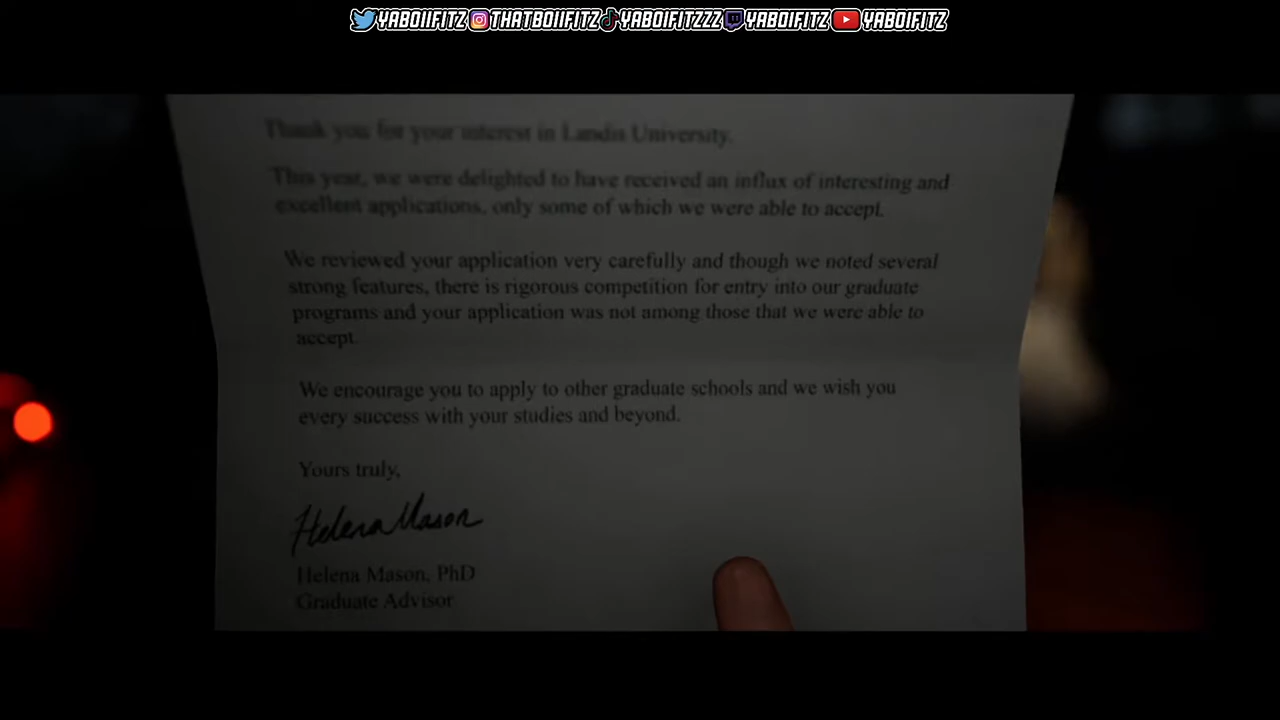 YABOIIFITZ THATBOIIFITZ YABOIFITZZZ YABOIFITZ YABOIFITZ
Thank you for your interest in Landis University.
This year, we were delighted to have received an influx of interesting and
excellent applications, only some of which we were able to accept.
We reviewed your application very carefully and though we noted several
strong features, there is rigorous competition for entry into our graduate
programs and your application was not among those that we were able to
accept.
We encourage you to apply to other graduate schools and we wish you
every success with your studies and beyond.
Yours truly,
Helena Mason
Helena Mason, PhD
Graduate Advisor